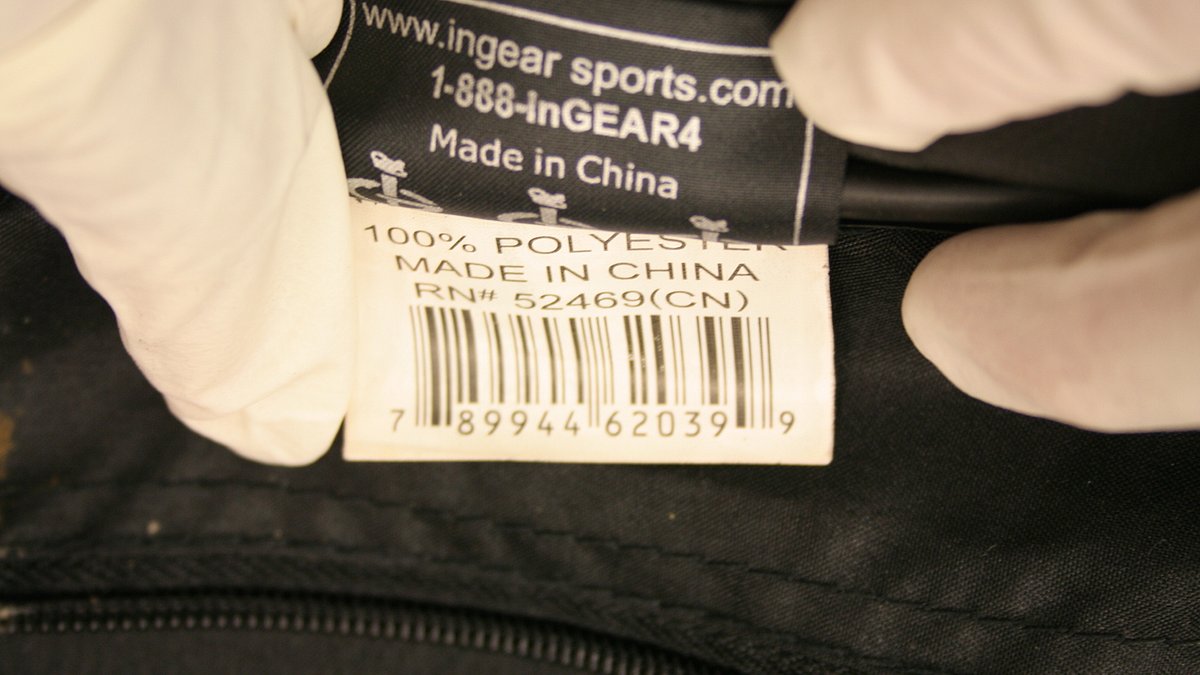 www.ingear sports.com
1-888-inGEAR4
Made in China
100% POLYESTER
MADE IN CHINA
RN# 52469(CN)
7 89944 62039 9